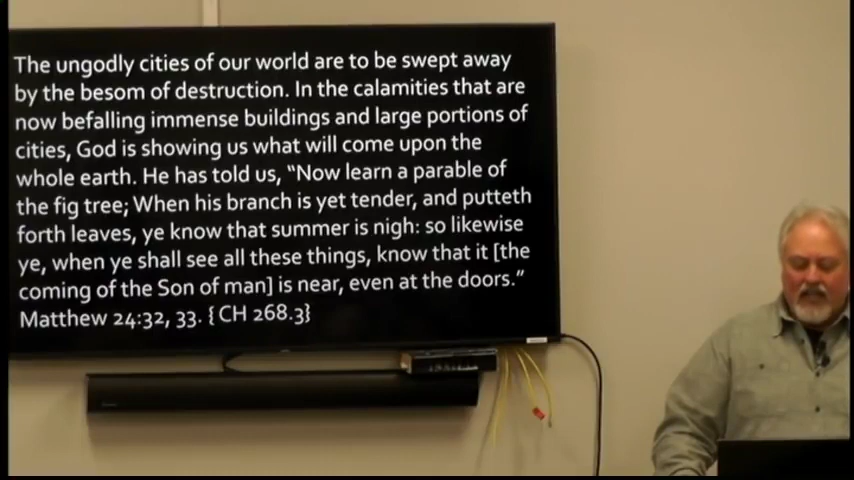 The ungodly cities of our world are to be swept away
by the besom of destruction. In the calamities that are
now befalling immense buildings and large portions of
cities, God is showing us what will come upon the
whole earth. He has told us, “Now learn a parable of
the fig tree; When his branch is yet tender, and putteth
forth leaves, ye know that summer is nigh: so likewise
ye, when ye shall see all these things, know that it [the
coming of the Son of man] is near, even at the doors.”
Matthew 24:32, 33. { CH 268.3}